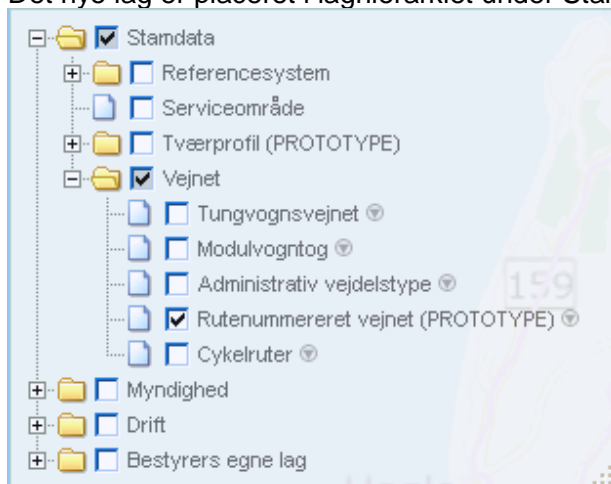 Det nye lag er placeret i laghierarkiet under Sta
Stamdata
Referencesystem
Serviceområde
Tværprofil (PROTOTYPE)
Vejnet
Tungvognsvejnet
Modulvogntog
Administrativ vejdelstype
159
Rutenummereret vejnet (PROTOTYPE)
Cykelruter
Myndighed
Drift
Bestyrers egne lag